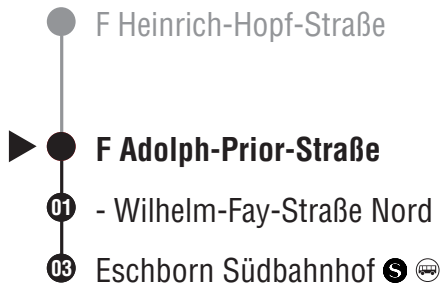 F Heinrich-Hopf-Straße
F Adolph-Prior-Straße
01 - Wilhelm-Fay-Straße Nord
03 Eschborn Südbahnhof S